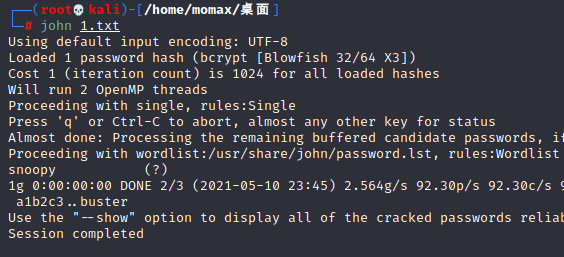 ┌──(root💀kali)-[/home/momax/桌面]
└─# john 1.txt
Using default input encoding: UTF-8
Loaded 1 password hash (bcrypt [Blowfish 32/64 X3])
Cost 1 (iteration count) is 1024 for all loaded hashes
Will run 2 OpenMP threads
Proceeding with single, rules:Single
Press 'q' or Ctrl-C to abort, almost any other key for status
Almost done: Processing the remaining buffered candidate passwords, if
Proceeding with wordlist:/usr/share/john/password.lst, rules:Wordlist
snoopy           (?)
1g 0:00:00:00 DONE 2/3 (2021-05-10 23:45) 2.564g/s 92.30p/s 92.30c/s 9
 a1b2c3..buster
Use the "--show" option to display all of the cracked passwords reliab
Session completed